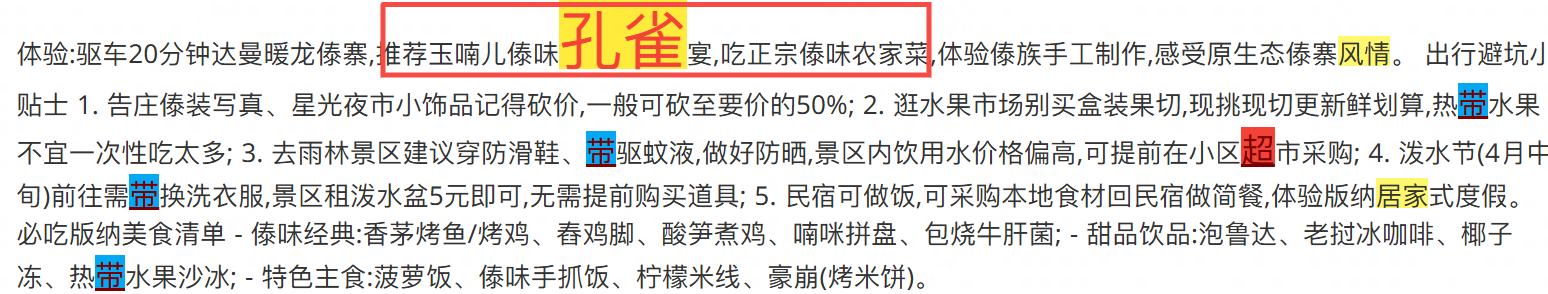 体验:驱车20分钟达曼暖龙傣寨,推荐玉喃儿傣味孔雀宴,吃正宗傣味农家菜,体验傣族手工制作,感受原生态傣寨风情。 出行避坑小
贴士 1. 告庄傣装写真、星光夜市小饰品记得砍价,一般可砍至要价的50%; 2. 逛水果市场别买盒装果切,现挑现切更新鲜划算,热带水果
不宜一次性吃太多; 3. 去雨林景区建议穿防滑鞋、带驱蚊液,做好防晒,景区内饮用水价格偏高,可提前在小区超市采购; 4. 泼水节(4月中
旬)前往需带换洗衣服,景区租泼水盆5元即可,无需提前购买道具; 5. 民宿可做饭,可采购本地食材回民宿做简餐,体验版纳居家式度假。
必吃版纳美食清单 - 傣味经典:香茅烤鱼/烤鸡、舂鸡脚、酸笋煮鸡、喃咪拼盘、包烧牛肝菌; - 甜品饮品:泡鲁达、老挝冰咖啡、椰子
冻、热带水果沙冰; - 特色主食:菠萝饭、傣味手抓饭、柠檬米线、豪崩(烤米饼)。